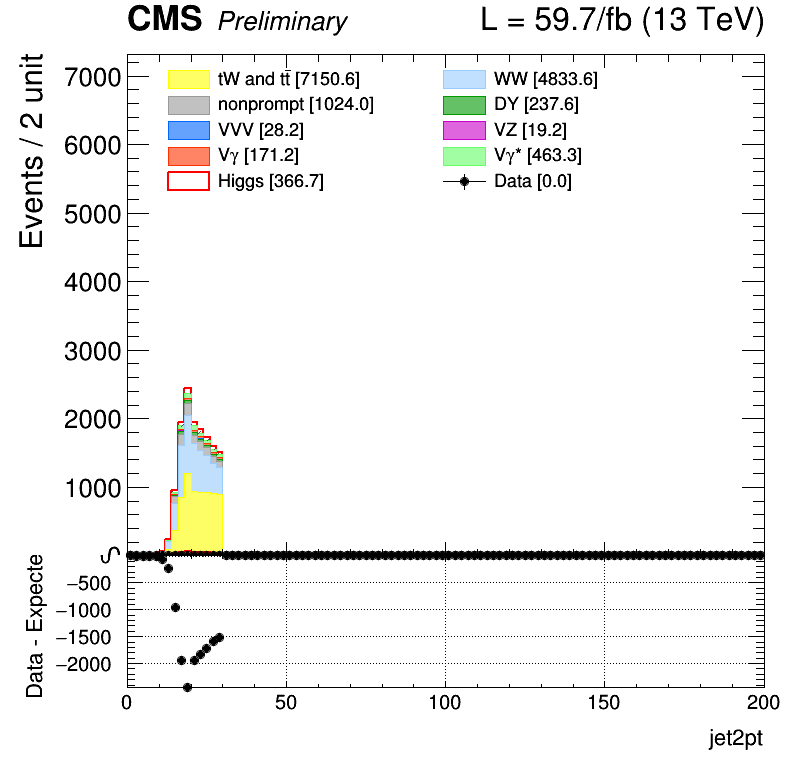 CMS Preliminary L = 59.7/fb (13 TeV)
Events / 2 unit
7000
6000
5000
4000
3000
2000
1000
tW and tt̄ [7150.6] WW [4833.6]
nonprompt [1024.0] DY [237.6]
VVV [28.2] VZ [19.2]
Vγ [171.2] Vγ* [463.3]
Higgs [366.7] Data [0.0]
Data - Expecte
−500
−1000
−1500
−2000
0 50 100 150 200
jet2pt